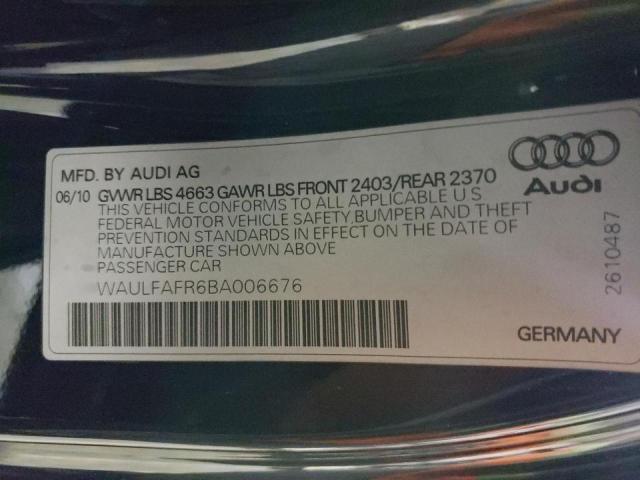 MFD. BY AUDI AG
06/10 GVWR LBS 4663 GAWR LBS FRONT 2403/REAR 2370
THIS VEHICLE CONFORMS TO ALL APPLICABLE U S
FEDERAL MOTOR VEHICLE SAFETY, BUMPER AND THEFT
PREVENTION STANDARDS IN EFFECT ON THE DATE OF
MANUFACTURE SHOWN ABOVE
PASSENGER CAR
WAULFAFR6BA006676
Audi
2610487
GERMANY